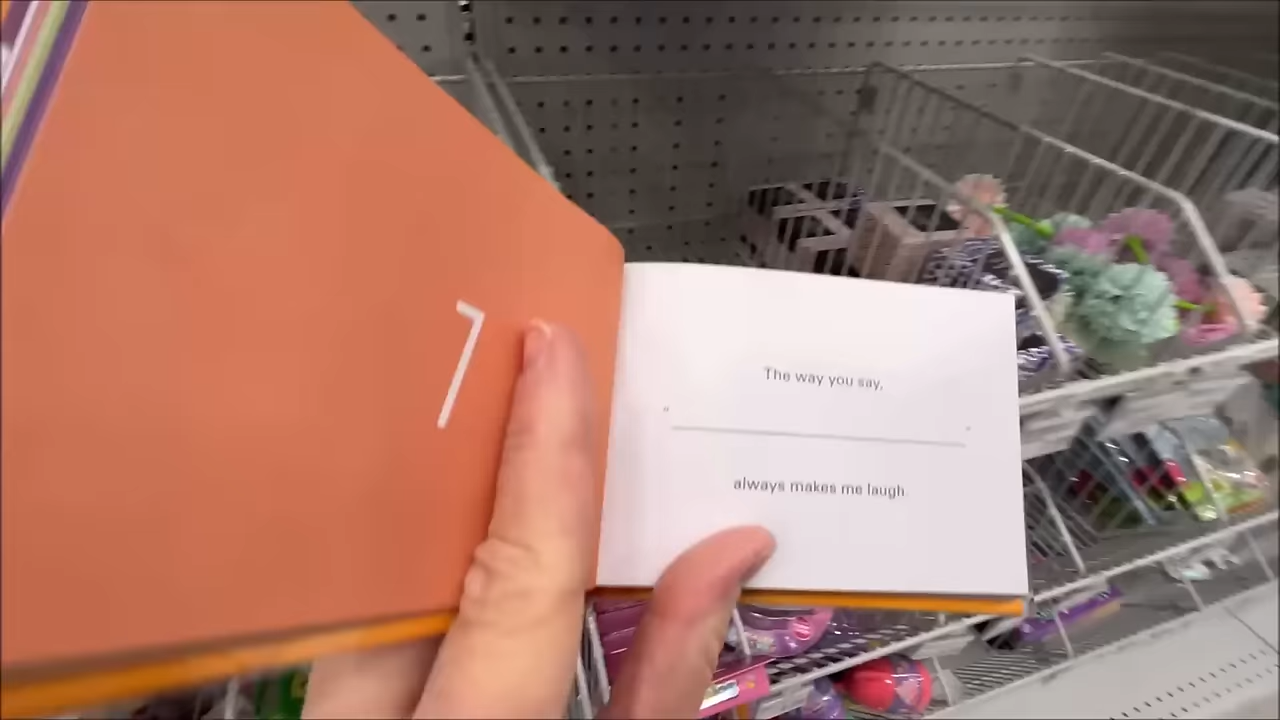 7
The way you say,
“ ”
always makes me laugh.